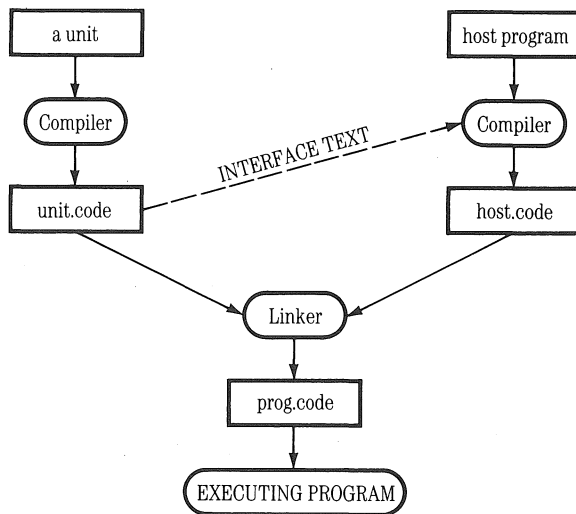 a unit
host program
Compiler
Compiler
INTERFACE TEXT
unit.code
host.code
Linker
prog.code
EXECUTING PROGRAM